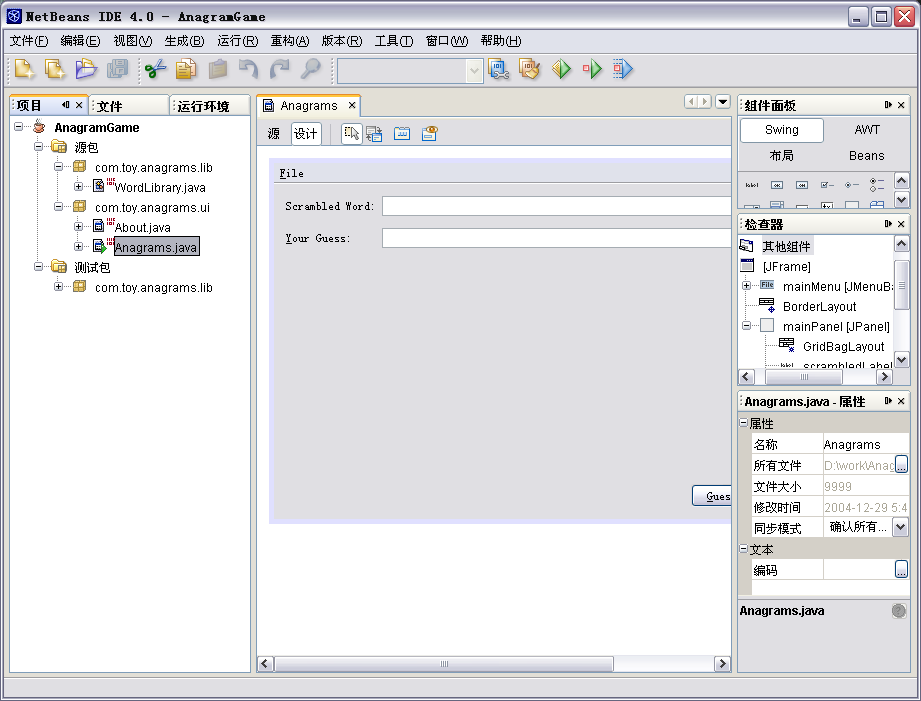 NetBeans IDE 4.0 - AnagramGame
文件(F) 编辑(E) 视图(V) 生成(B) 运行(R) 重构(A) 版本(R) 工具(T) 窗口(W) 帮助(H)
项目 文件 运行环境
AnagramGame
源包
com.toy.anagrams.lib
WordLibrary.java
com.toy.anagrams.ui
About.java
Anagrams.java
测试包
com.toy.anagrams.lib
Anagrams
源 设计
File
Scrambled Word:
Your Guess:
Gues
组件面板
Swing AWT
布局 Beans
label
检查器
其他组件
[JFrame]
File mainMenu [JMenuBa
BorderLayout
mainPanel [JPanel]
GridBagLayout
label scrambledLabel
Anagrams.java - 属性
属性
名称 Anagrams
所有文件 D:\work\Anag ...
文件大小 9999
修改时间 2004-12-29 5:4
同步模式 确认所有...
文本
编码 ...
Anagrams.java
?